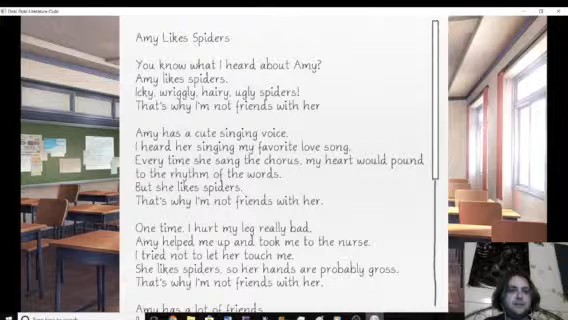 Doki Doki Literature Club!
Amy Likes Spiders
You know what I heard about Amy?
Amy likes spiders.
Icky, wriggly, hairy, ugly spiders!
That's why I'm not friends with her
Amy has a cute singing voice.
I heard her singing my favorite love song.
Every time she sang the chorus, my heart would pound
to the rhythm of the words.
But she likes spiders.
That's why I'm not friends with her.
One time, I hurt my leg really bad.
Amy helped me up and took me to the nurse.
I tried not to let her touch me.
She likes spiders, so her hands are probably gross.
That's why I'm not friends with her.
Amy has a lot of friends.